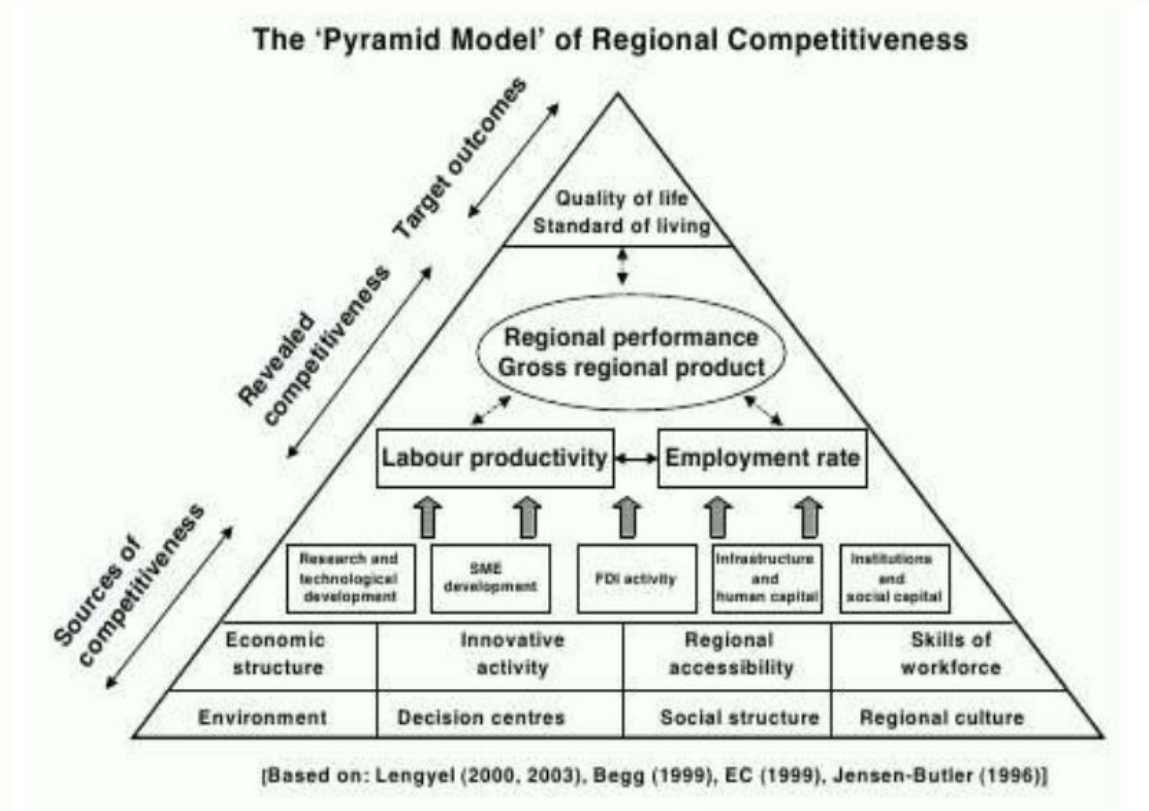 The 'Pyramid Model' of Regional Competitiveness
Target outcomes
Quality of life
Standard of living
Revealed
competitiveness
Regional performance
Gross regional product
Labour productivity
Employment rate
Sources of
competitiveness
Research and
technological
development
SME
development
FDI activity
Infrastructure
and
human capital
Institutions
and
social capital
Economic
structure
Innovative
activity
Regional
accessibility
Skills of
workforce
Environment
Decision centres
Social structure
Regional culture
[Based on: Lengyel (2000, 2003), Begg (1999), EC (1999), Jensen-Butler (1996)]